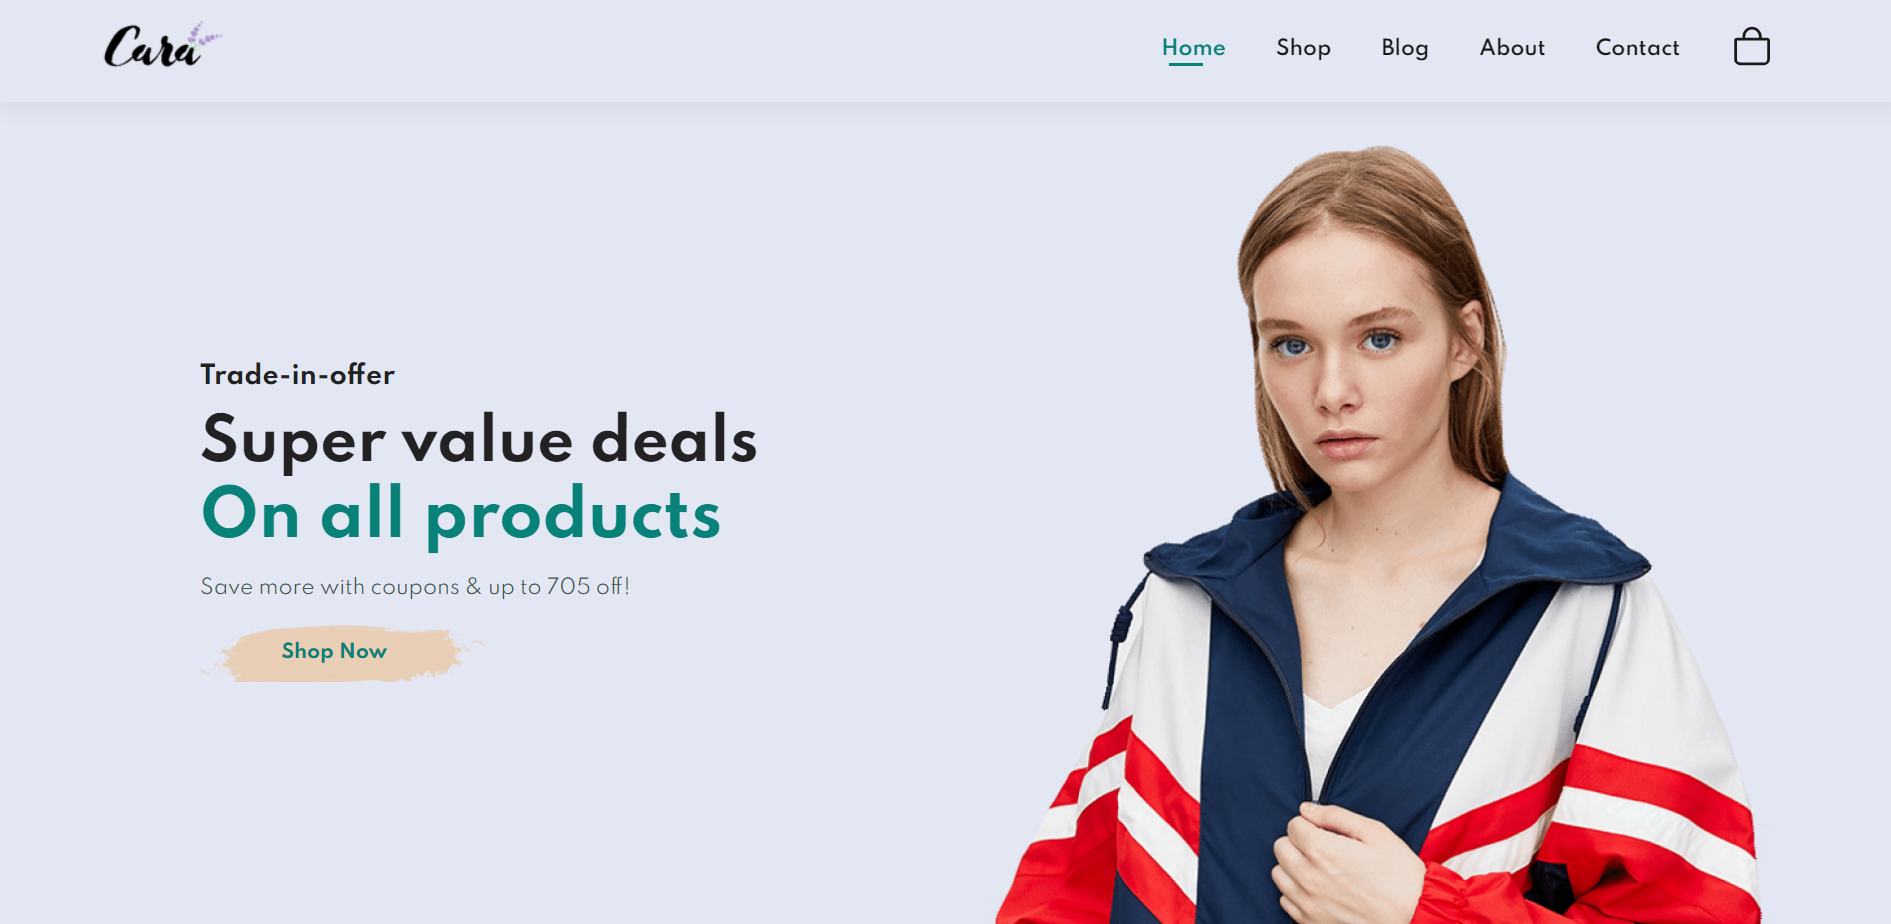 Cara
Home Shop Blog About Contact
Trade-in-offer
Super value deals
On all products
Save more with coupons & up to 705 off!
Shop Now